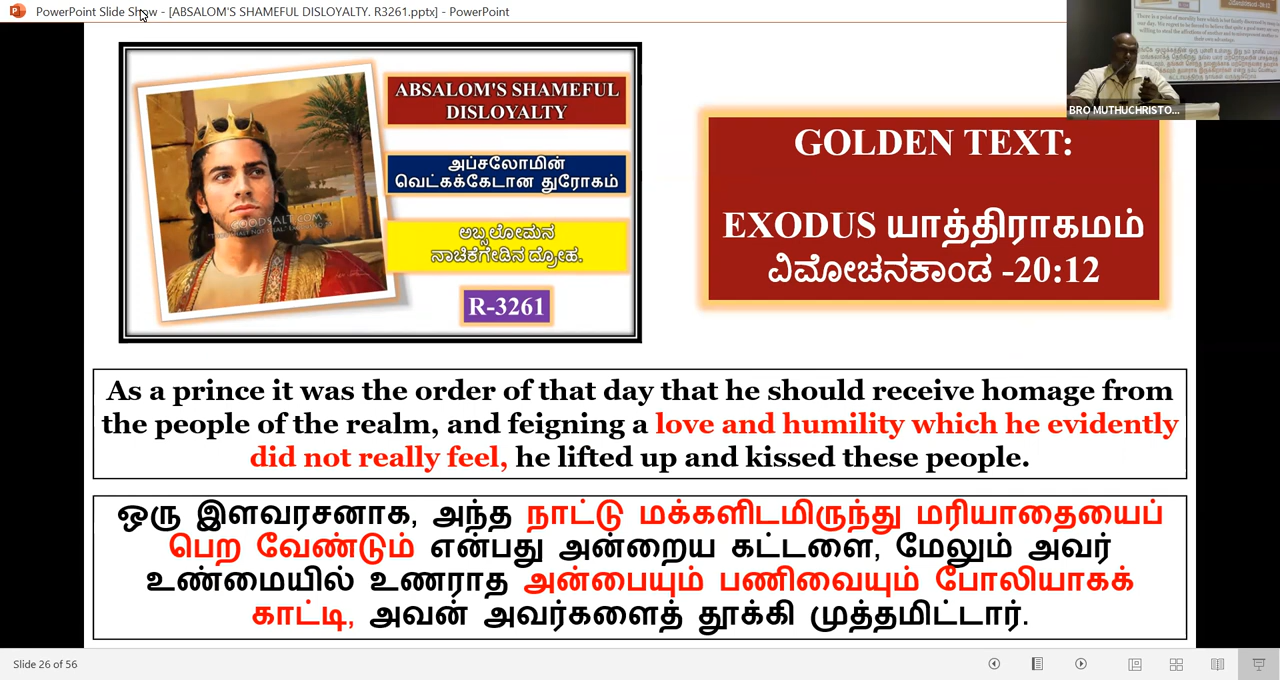 PowerPoint Slide Show - [ABSALOM'S SHAMEFUL DISLOYALTY. R3261.pptx] - PowerPoint
BRO MUTHUCHRISTO...
ABSALOM'S SHAMEFUL
DISLOYALTY
அப்சலோமின்
வெட்கக்கேடான துரோகம்
ಅಬ್ಸಲೋಮನ
ನಾಚಿಕೆಗೇಡಿನ ದ್ರೋಹ.
R-3261
GOLDEN TEXT:
EXODUS யாத்திராகமம்
ವಿಮೋಚನಕಾಂಡ -20:12
As a prince it was the order of that day that he should receive homage from
the people of the realm, and feigning a love and humility which he evidently
did not really feel, he lifted up and kissed these people.
ஒரு இளவரசனாக, அந்த நாட்டு மக்களிடமிருந்து மரியாதையைப்
பெற வேண்டும் என்பது அன்றைய கட்டளை, மேலும் அவர்
உண்மையில் உணராத அன்பையும் பணிவையும் போலியாகக்
காட்டி, அவன் அவர்களைத் தூக்கி முத்தமிட்டார்.
Slide 26 of 56